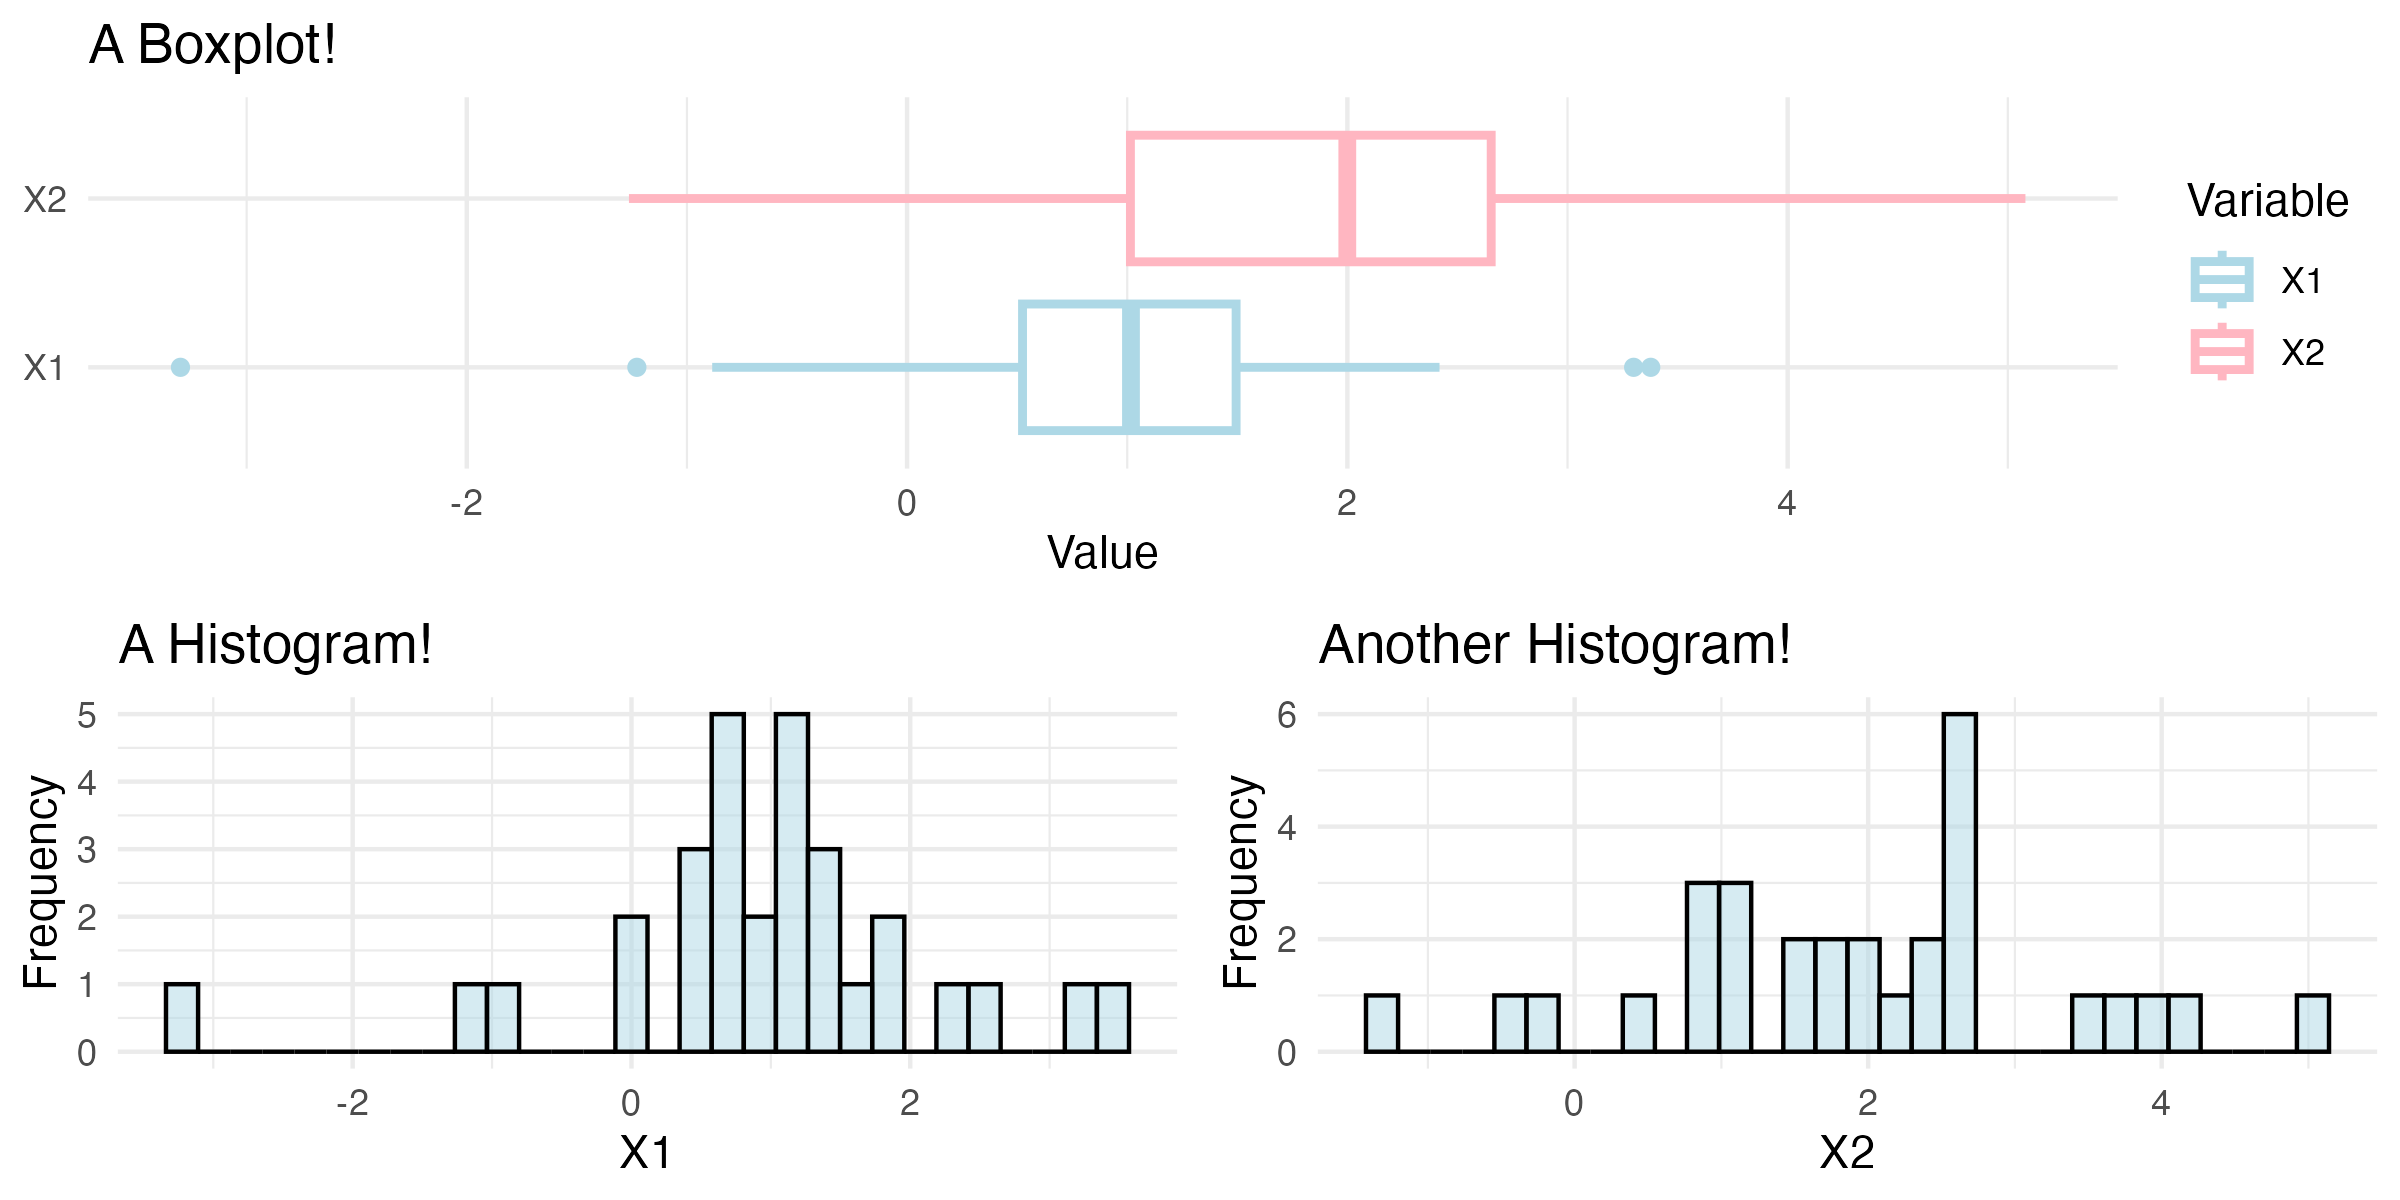 A Boxplot!
X2
X1
-2 0 2 4
Value
Variable
X1
X2
A Histogram!
5
4
3
2
1
0
Frequency
-2 0 2
X1
Another Histogram!
6
4
2
0
Frequency
0 2 4
X2